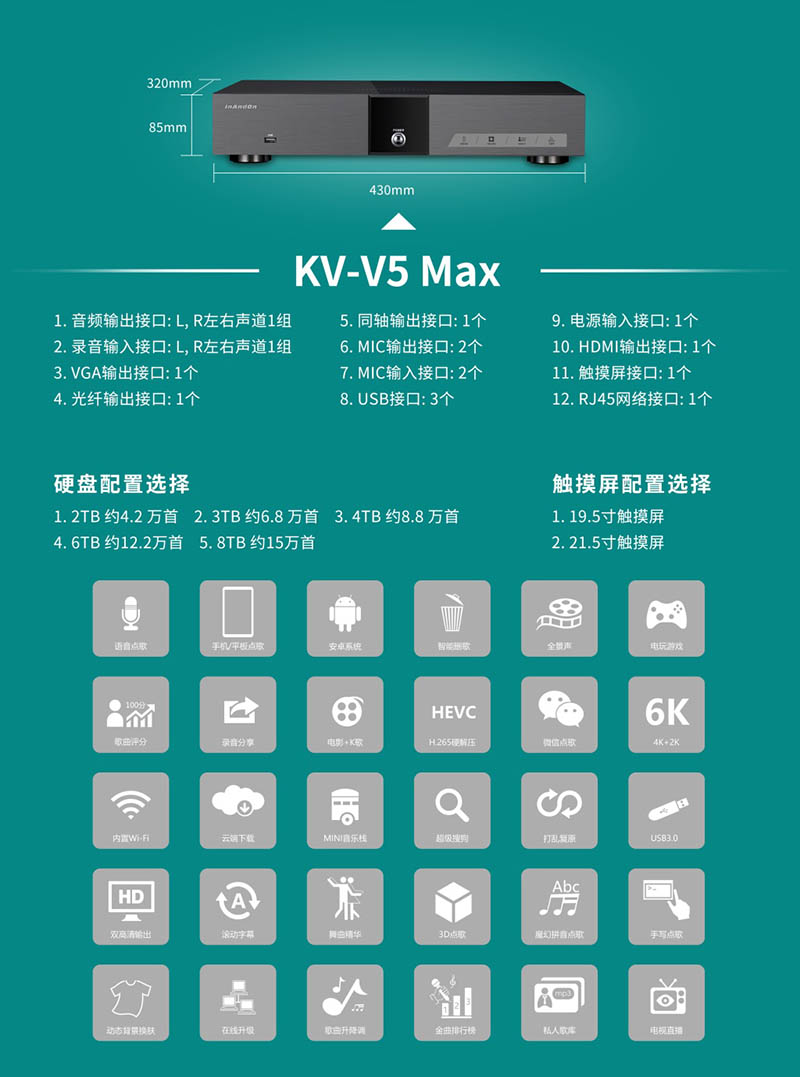 320mm
85mm
InAndOn
430mm
KV-V5 Max
1. 音频输出接口: L, R左右声道1组
2. 录音输入接口: L, R左右声道1组
3. VGA输出接口: 1个
4. 光纤输出接口: 1个
5. 同轴输出接口: 1个
6. MIC输出接口: 2个
7. MIC输入接口: 2个
8. USB接口: 3个
9. 电源输入接口: 1个
10. HDMI输出接口: 1个
11. 触摸屏接口: 1个
12. RJ45网络接口: 1个
硬盘配置选择
1. 2TB 约4.2 万首 2. 3TB 约6.8 万首 3. 4TB 约8.8 万首
4. 6TB 约12.2万首 5. 8TB 约15万首
触摸屏配置选择
1. 19.5寸触摸屏
2. 21.5寸触摸屏
语音点歌
手机/平板点歌
安卓系统
智能删歌
全景声
电玩游戏
100分
歌曲评分
录音分享
电影+K歌
HEVC
H.265硬解压
微信点歌
6K
4K+2K
内置Wi-Fi
云端下载
MINI音乐栈
超级搜狗
打乱复原
USB3.0
HD
双高清输出
A
滚动字幕
舞曲精华
3D点歌
Abc
魔幻拼音点歌
手写点歌
动态背景换肤
在线升级
歌曲升降调
1 2 3
金曲排行榜
mp3
私人歌库
电视直播